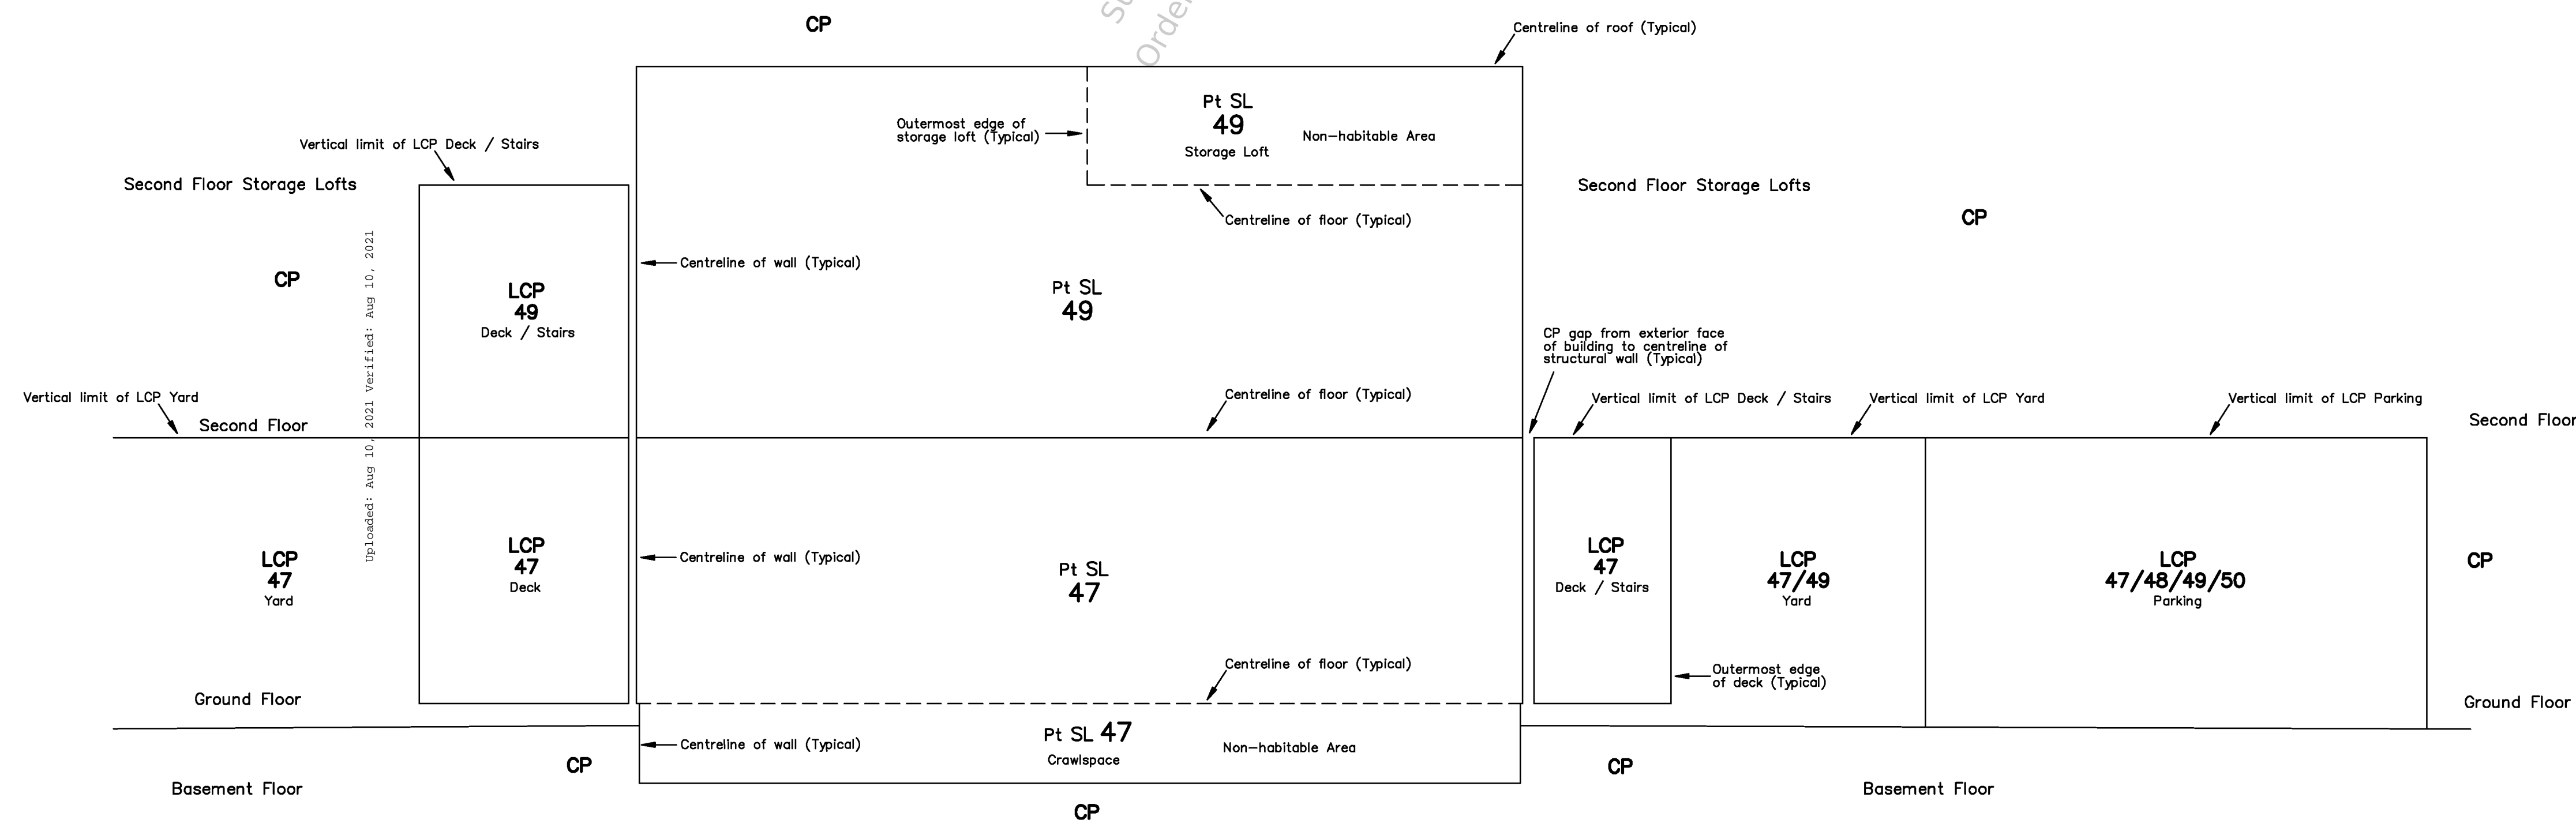 CP
Su
Order
Centreline of roof (Typical)
Pt SL
49
Storage Loft
Non-habitable Area
Outermost edge of
storage loft (Typical)
Vertical limit of LCP Deck / Stairs
Second Floor Storage Lofts
Second Floor Storage Lofts
CP
Centreline of floor (Typical)
CP
Centreline of wall (Typical)
LCP
49
Deck / Stairs
Pt SL
49
CP gap from exterior face
of building to centreline of
structural wall (Typical)
Uploaded: Aug 10, 2021 Verified: Aug 10, 2021
Vertical limit of LCP Yard
Second Floor
Centreline of floor (Typical)
Vertical limit of LCP Deck / Stairs
Vertical limit of LCP Yard
Vertical limit of LCP Parking
Second Floor
LCP
47
Yard
LCP
47
Deck
Centreline of wall (Typical)
Pt SL
47
LCP
47
Deck / Stairs
LCP
47/49
Yard
LCP
47/48/49/50
Parking
CP
Centreline of floor (Typical)
Outermost edge
of deck (Typical)
Ground Floor
Ground Floor
Centreline of wall (Typical)
Pt SL 47
Crawlspace
Non-habitable Area
CP
CP
Basement Floor
Basement Floor
CP